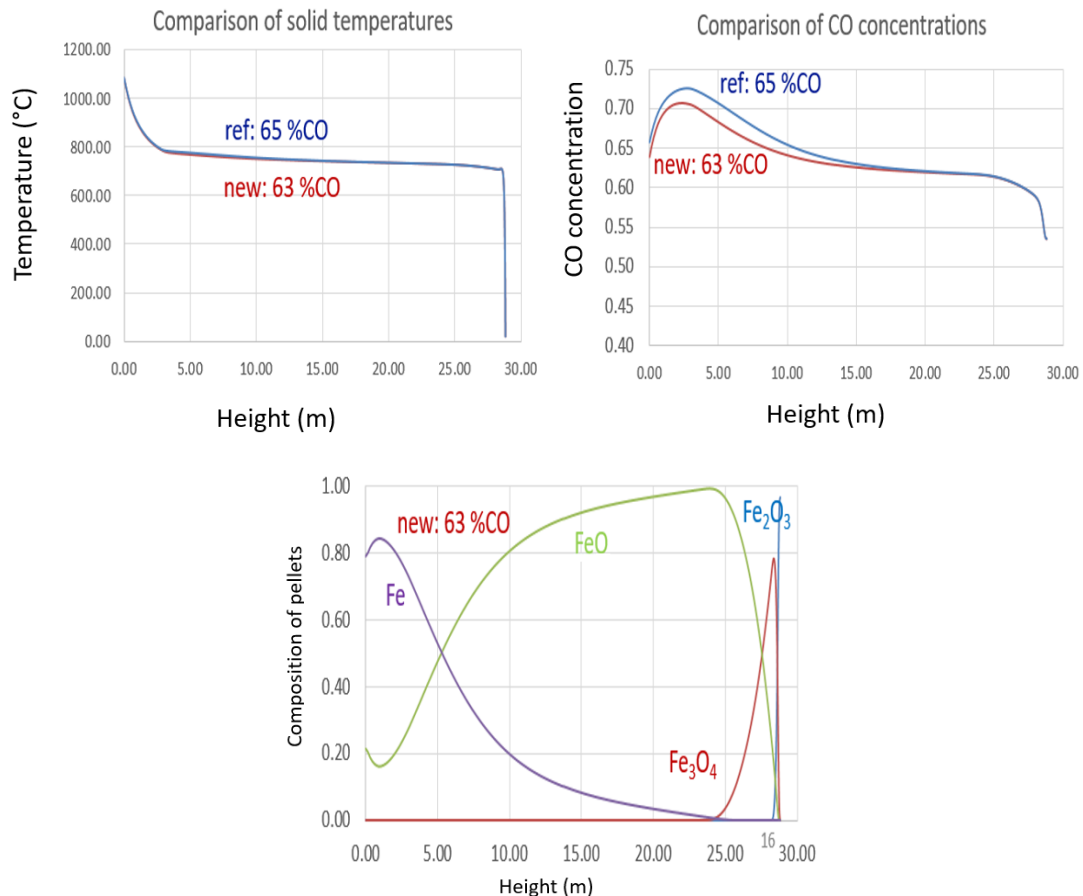 Comparison of solid temperatures
1200.00
1000.00
800.00
600.00
400.00
200.00
0.00
Temperature (°C)
ref: 65 %CO
new: 63 %CO
0.00 5.00 10.00 15.00 20.00 25.00 30.00
Height (m)
Comparison of CO concentrations
0.75
0.70
0.65
0.60
0.55
0.50
0.45
0.40
CO concentration
ref: 65 %CO
new: 63 %CO
0.00 5.00 10.00 15.00 20.00 25.00 30.00
Height (m)
1.00
0.80
0.60
0.40
0.20
0.00
Composition of pellets
new: 63 %CO
Fe₂O₃
FeO
Fe
Fe₃O₄
16
0.00 5.00 10.00 15.00 20.00 25.00 30.00
Height (m)